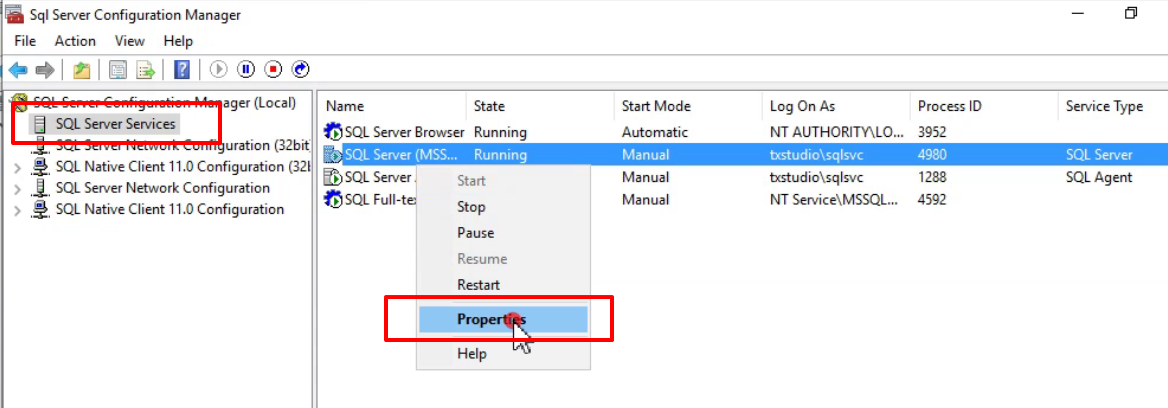 Sql Server Configuration Manager
File Action View Help
SQL Server Configuration Manager (Local)
SQL Server Services
SQL Server Network Configuration (32bit
SQL Native Client 11.0 Configuration (32b
SQL Server Network Configuration
SQL Native Client 11.0 Configuration
Name State Start Mode Log On As Process ID Service Type
SQL Server Browser Running Automatic NT AUTHORITY\LO... 3952
SQL Server (MSS... Running Manual txstudio\sqlsvc 4980 SQL Server
SQL Server Manual txstudio\sqlsvc 1288 SQL Agent
SQL Full-te Manual NT Service\MSSQL... 4592
Start
Stop
Pause
Resume
Restart
Properties
Help